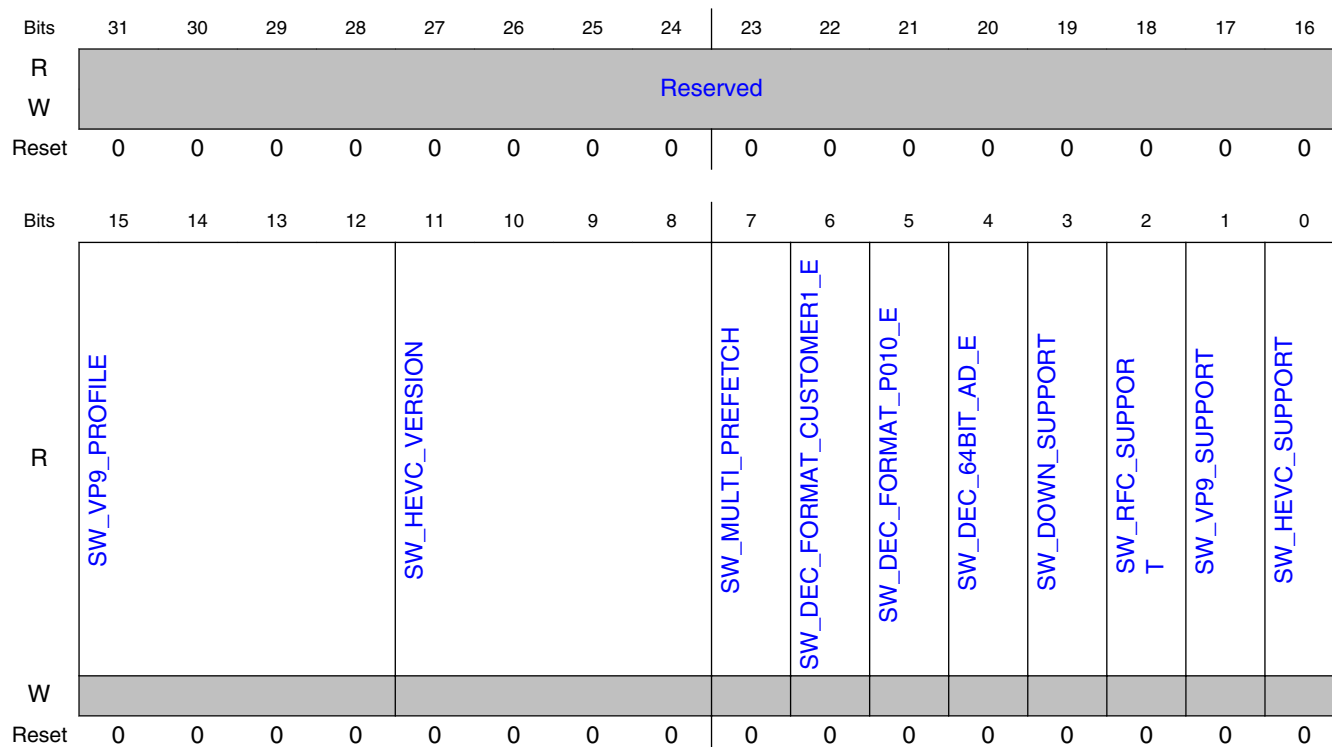 Bits 31 30 29 28 27 26 25 24 23 22 21 20 19 18 17 16
R
Reserved
W
Reset 0 0 0 0 0 0 0 0 0 0 0 0 0 0 0 0
Bits 15 14 13 12 11 10 9 8 7 6 5 4 3 2 1 0
R
SW_VP9_PROFILE
SW_HEVC_VERSION
SW_MULTI_PREFETCH
SW_DEC_FORMAT_CUSTOMER1_E
SW_DEC_FORMAT_P010_E
SW_DEC_64BIT_AD_E
SW_DOWN_SUPPORT
SW_RFC_SUPPOR
T
SW_VP9_SUPPORT
SW_HEVC_SUPPORT
W
Reset 0 0 0 0 0 0 0 0 0 0 0 0 0 0 0 0